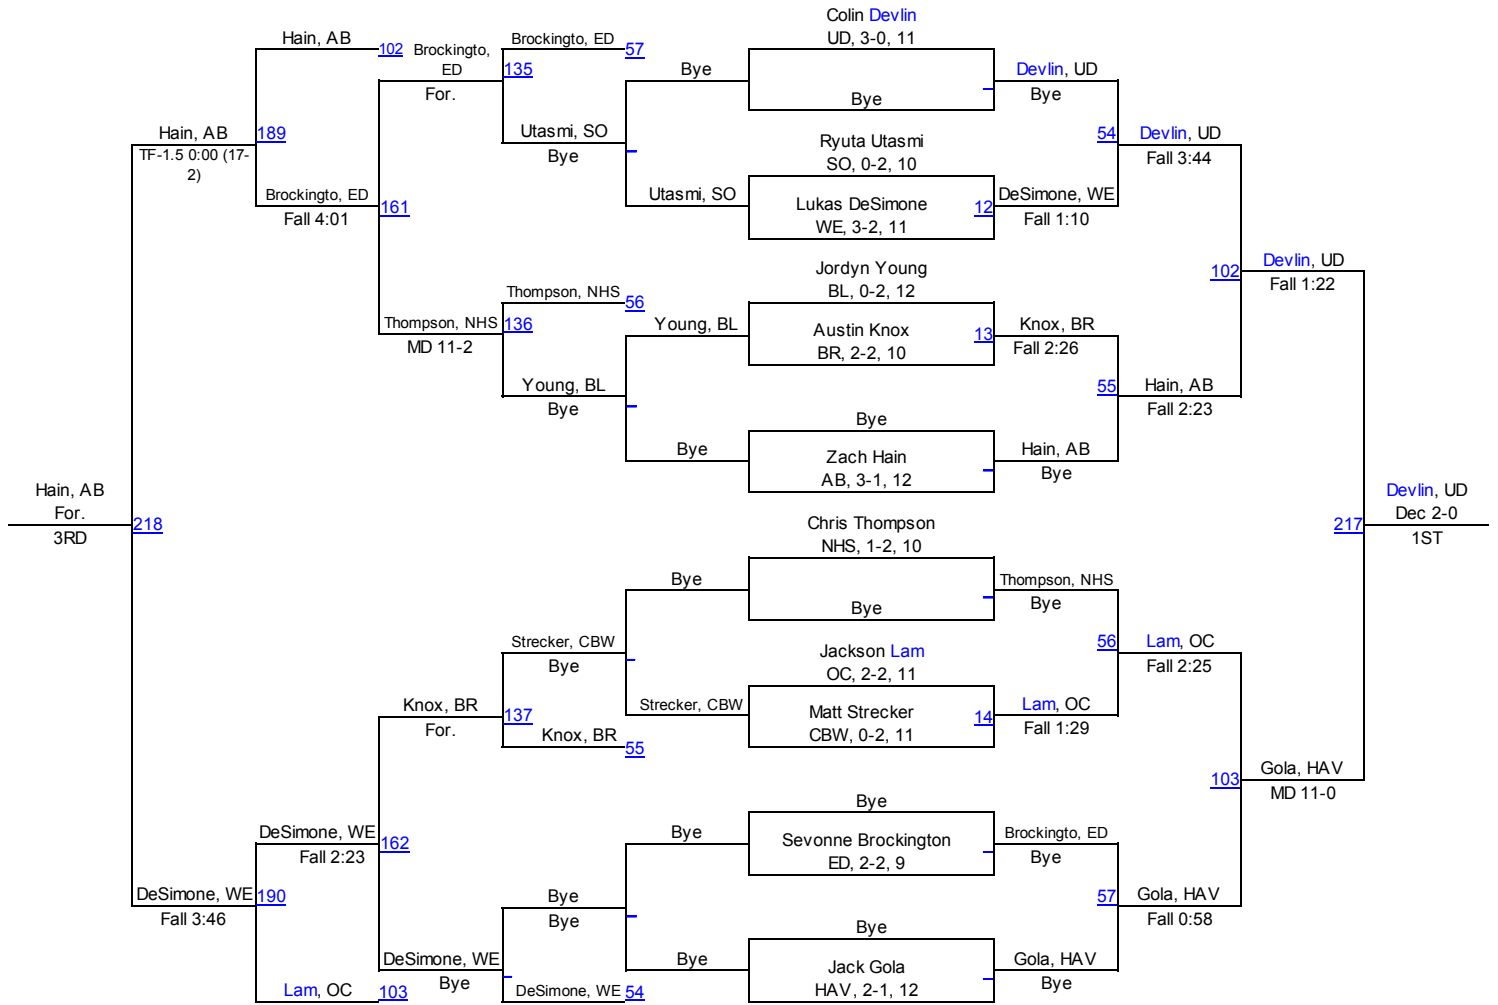 Colin Devlin
UD, 3-0, 11
Hain, AB
102
Brockingto,
ED
135
For.
Brockingto, ED
57
Bye
Bye
Devlin, UD
Bye
Hain, AB
189
TF-1.5 0:00 (17-
2)
Utasmi, SO
Bye
Ryuta Utasmi
SO, 0-2, 10
54
Devlin, UD
Fall 3:44
Brockingto, ED
161
Fall 4:01
Utasmi, SO
Lukas DeSimone
WE, 3-2, 11
12
DeSimone, WE
Fall 1:10
Jordyn Young
BL, 0-2, 12
102
Devlin, UD
Fall 1:22
Thompson, NHS
56
Thompson, NHS
136
MD 11-2
Young, BL
Austin Knox
BR, 2-2, 10
13
Knox, BR
Fall 2:26
Young, BL
Bye
55
Hain, AB
Fall 2:23
Bye
Bye
Zach Hain
AB, 3-1, 12
Hain, AB
Bye
Hain, AB
For.
218
3RD
Devlin, UD
Dec 2-0
217
1ST
Chris Thompson
NHS, 1-2, 10
Bye
Bye
Thompson, NHS
Bye
Strecker, CBW
Bye
Jackson Lam
OC, 2-2, 11
56
Lam, OC
Fall 2:25
Knox, BR
137
For.
Knox, BR
55
Strecker, CBW
Matt Strecker
CBW, 0-2, 11
14
Lam, OC
Fall 1:29
103
Gola, HAV
MD 11-0
Bye
DeSimone, WE
162
Fall 2:23
Bye
Sevonne Brockington
ED, 2-2, 9
Brockingto, ED
Bye
DeSimone, WE
190
Fall 3:46
Bye
Bye
57
Gola, HAV
Fall 0:58
Bye
DeSimone, WE
Bye
Bye
Jack Gola
HAV, 2-1, 12
Gola, HAV
Bye
Lam, OC
103
DeSimone, WE
54